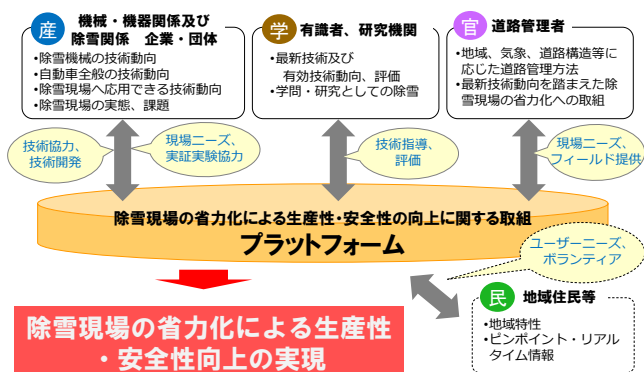 産
機械・機器関係及び
除雪関係 企業・団体
•除雪機械の技術動向
•自動車全般の技術動向
•除雪現場へ応用できる技術動向
•除雪現場の実態、課題
学
有識者、研究機関
•最新技術及び
有効技術動向、評価
•学問・研究としての除雪
官
道路管理者
•地域、気象、道路構造等に
応じた道路管理方法
•最新技術動向を踏まえた除
雪現場の省力化への取組
技術協力、
技術開発
現場ニーズ、
実証実験協力
技術指導、
評価
現場ニーズ、
フィールド提供
除雪現場の省力化による生産性・安全性の向上に関する取組
プラットフォーム
ユーザーニーズ、
ボランティア
民
地域住民等
•地域特性
•ピンポイント・リアル
タイム情報
除雪現場の省力化による生産性
・安全性向上の実現